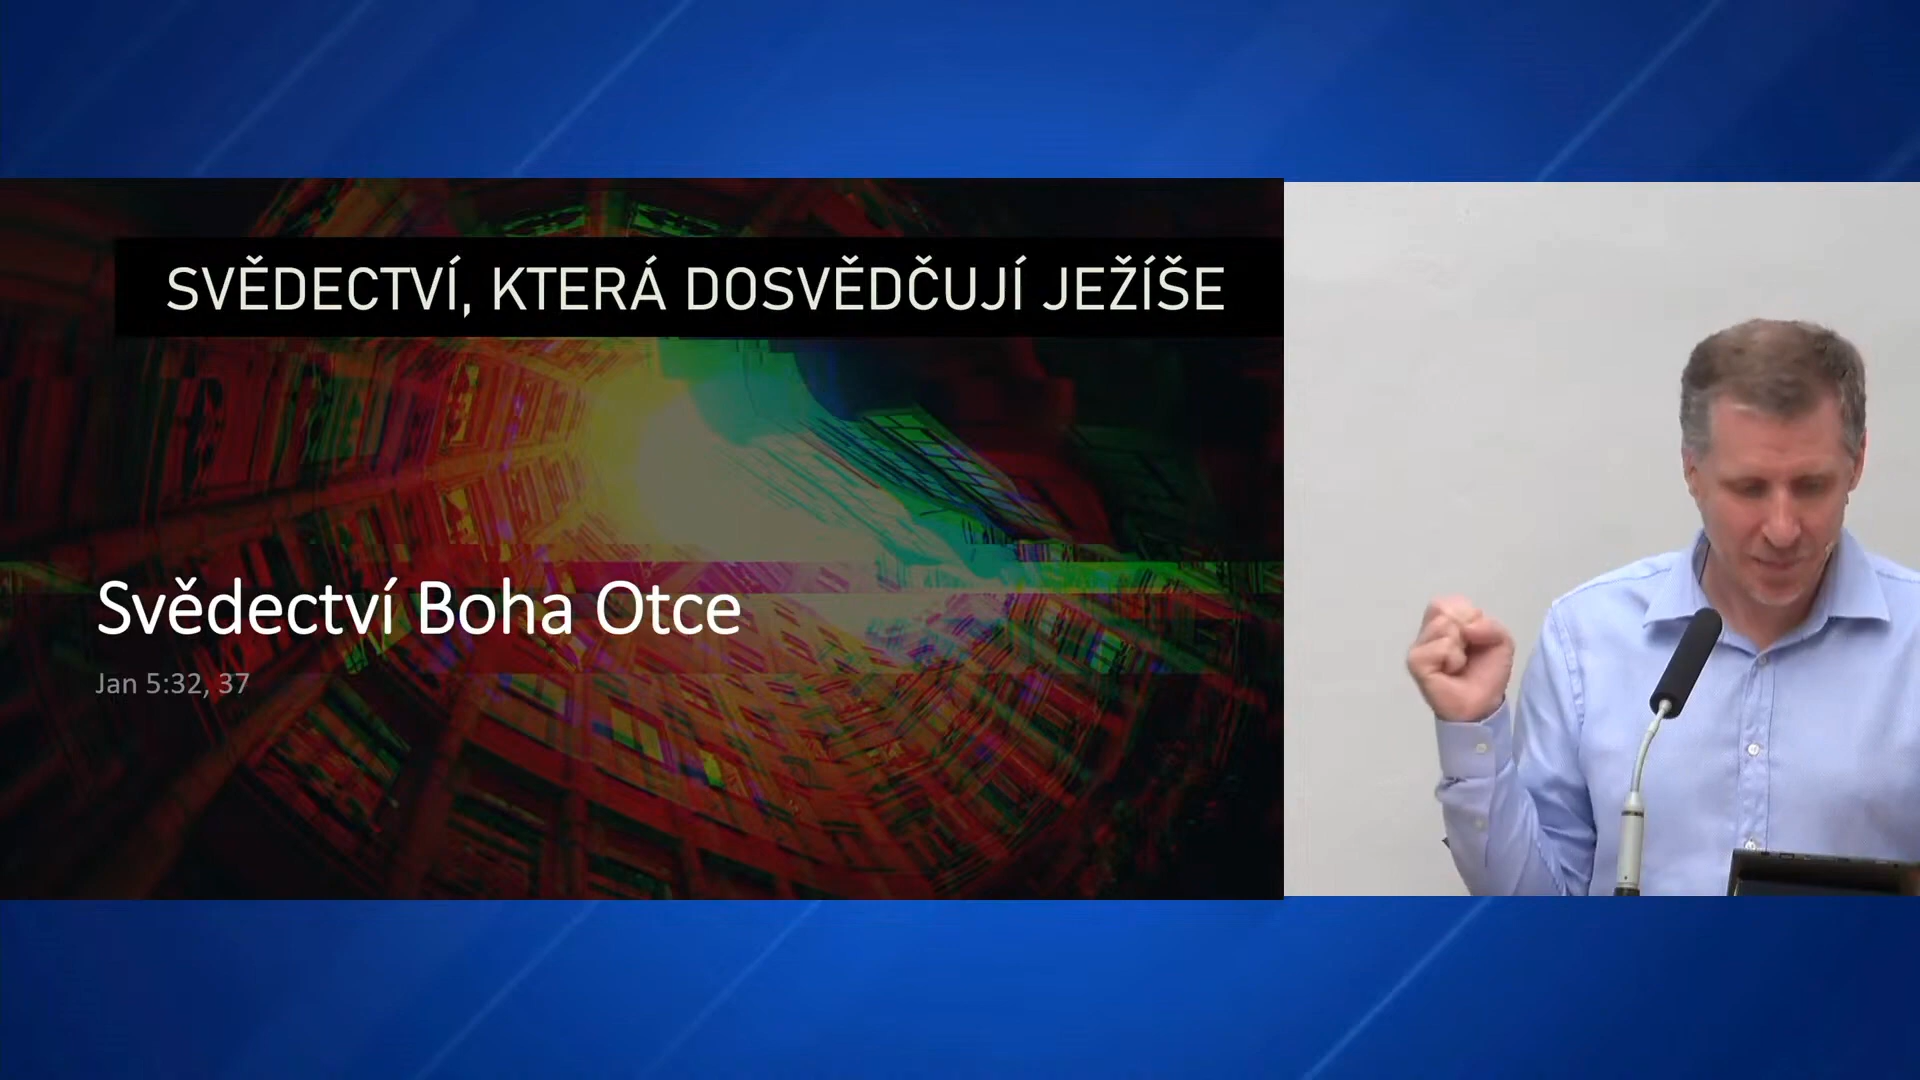 SVĚDECTVÍ, KTERÁ DOSVĚDČUJÍ JEŽÍŠE
Svědectví Boha Otce
Jan 5:32, 37